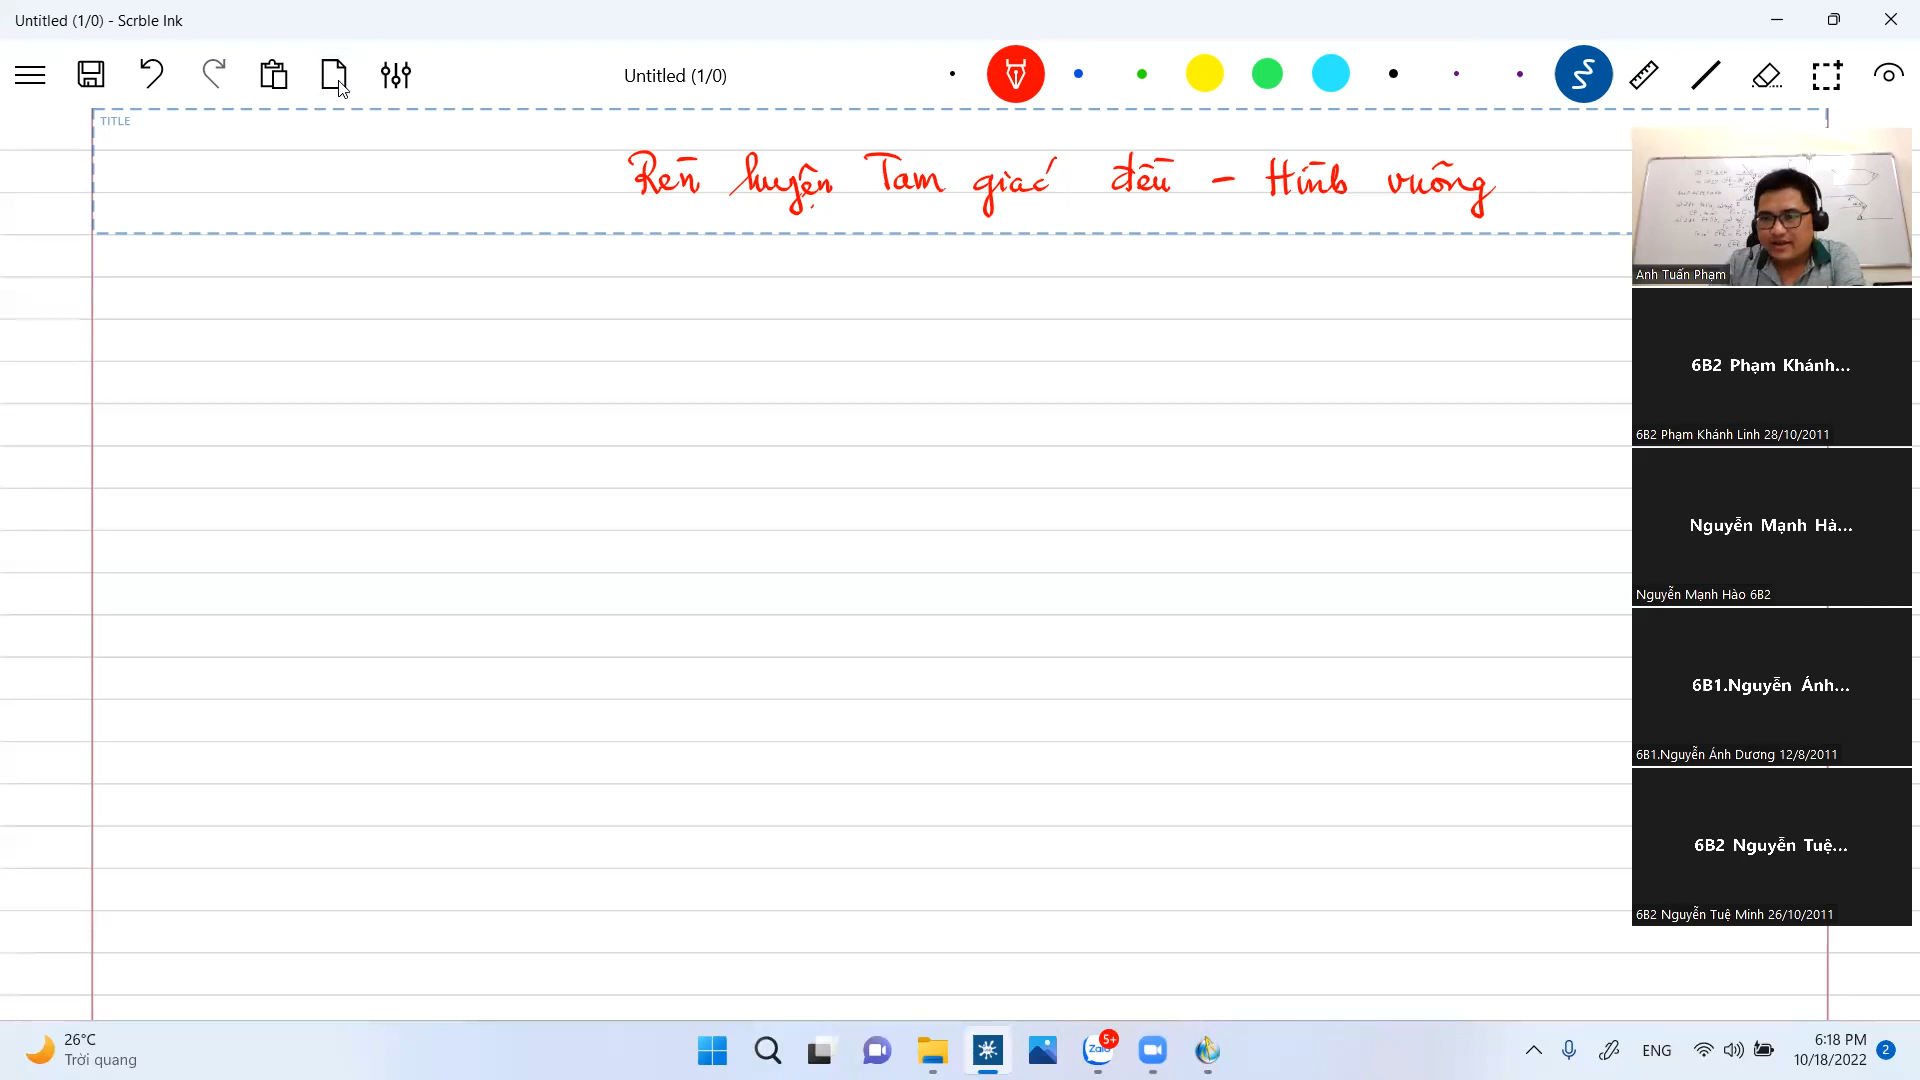 Untitled (1/0) - Scrble Ink
Untitled (1/0)
TITLE
Rèn luyện Tam giác đều - Hình vuông
Anh Tuấn Phạm
6B2 Phạm Khánh...
6B2 Phạm Khánh Linh 28/10/2011
Nguyễn Mạnh Hà...
Nguyễn Mạnh Hào 6B2
6B1.Nguyễn Ánh...
6B1.Nguyễn Ánh Dương 12/8/2011
6B2 Nguyễn Tuệ...
6B2 Nguyễn Tuệ Minh 26/10/2011
26°C
Trời quang
5+
Zalo
ENG
6:18 PM
10/18/2022
2